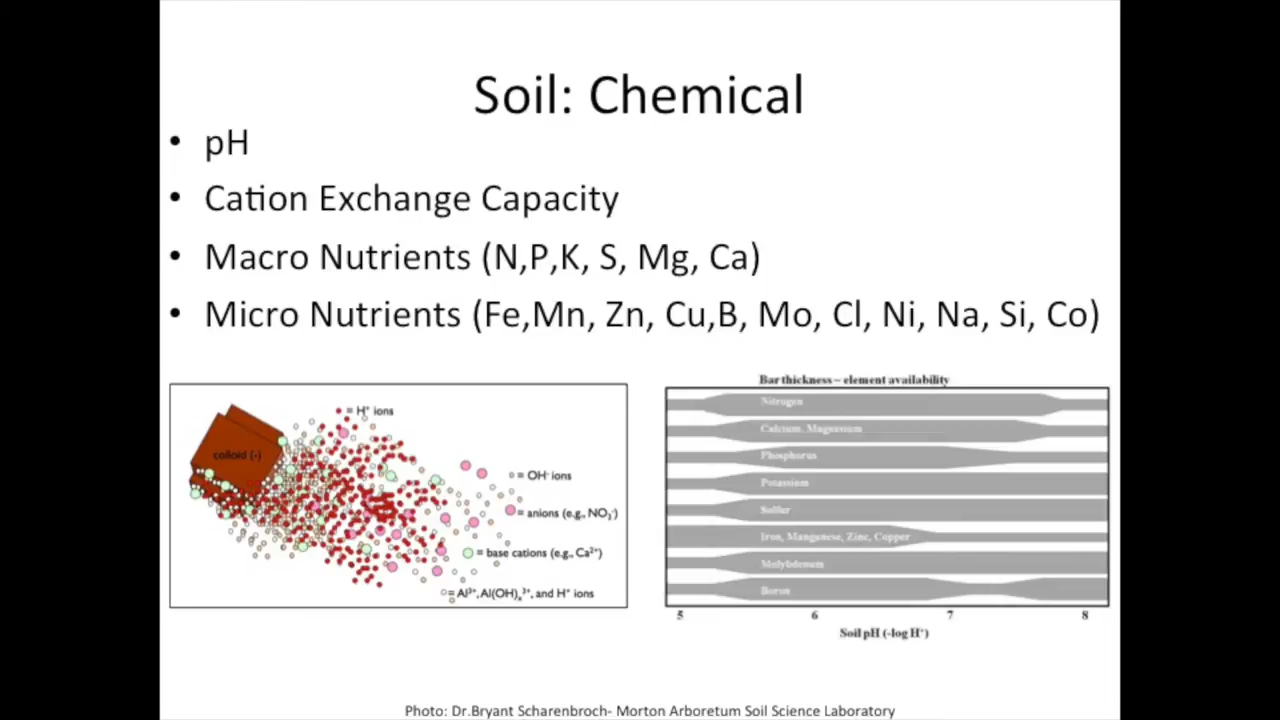 Soil: Chemical
• pH
• Cation Exchange Capacity
• Macro Nutrients (N,P,K, S, Mg, Ca)
• Micro Nutrients (Fe,Mn, Zn, Cu,B, Mo, Cl, Ni, Na, Si, Co)
colloid (-)
= H⁺ ions
= OH⁻ ions
= anions (e.g., NO₃⁻)
= base cations (e.g., Ca²⁺)
= Al³⁺, Al(OH)ₓ³⁺, and H⁺ ions
Bar thickness – element availability
Nitrogen
Calcium, Magnesium
Phosphorus
Potassium
Sulfur
Iron, Manganese, Zinc, Copper
Molybdenum
Boron
5 6 7 8
Soil pH (-log H⁺)
Photo: Dr.Bryant Scharenbroch- Morton Arboretum Soil Science Laboratory